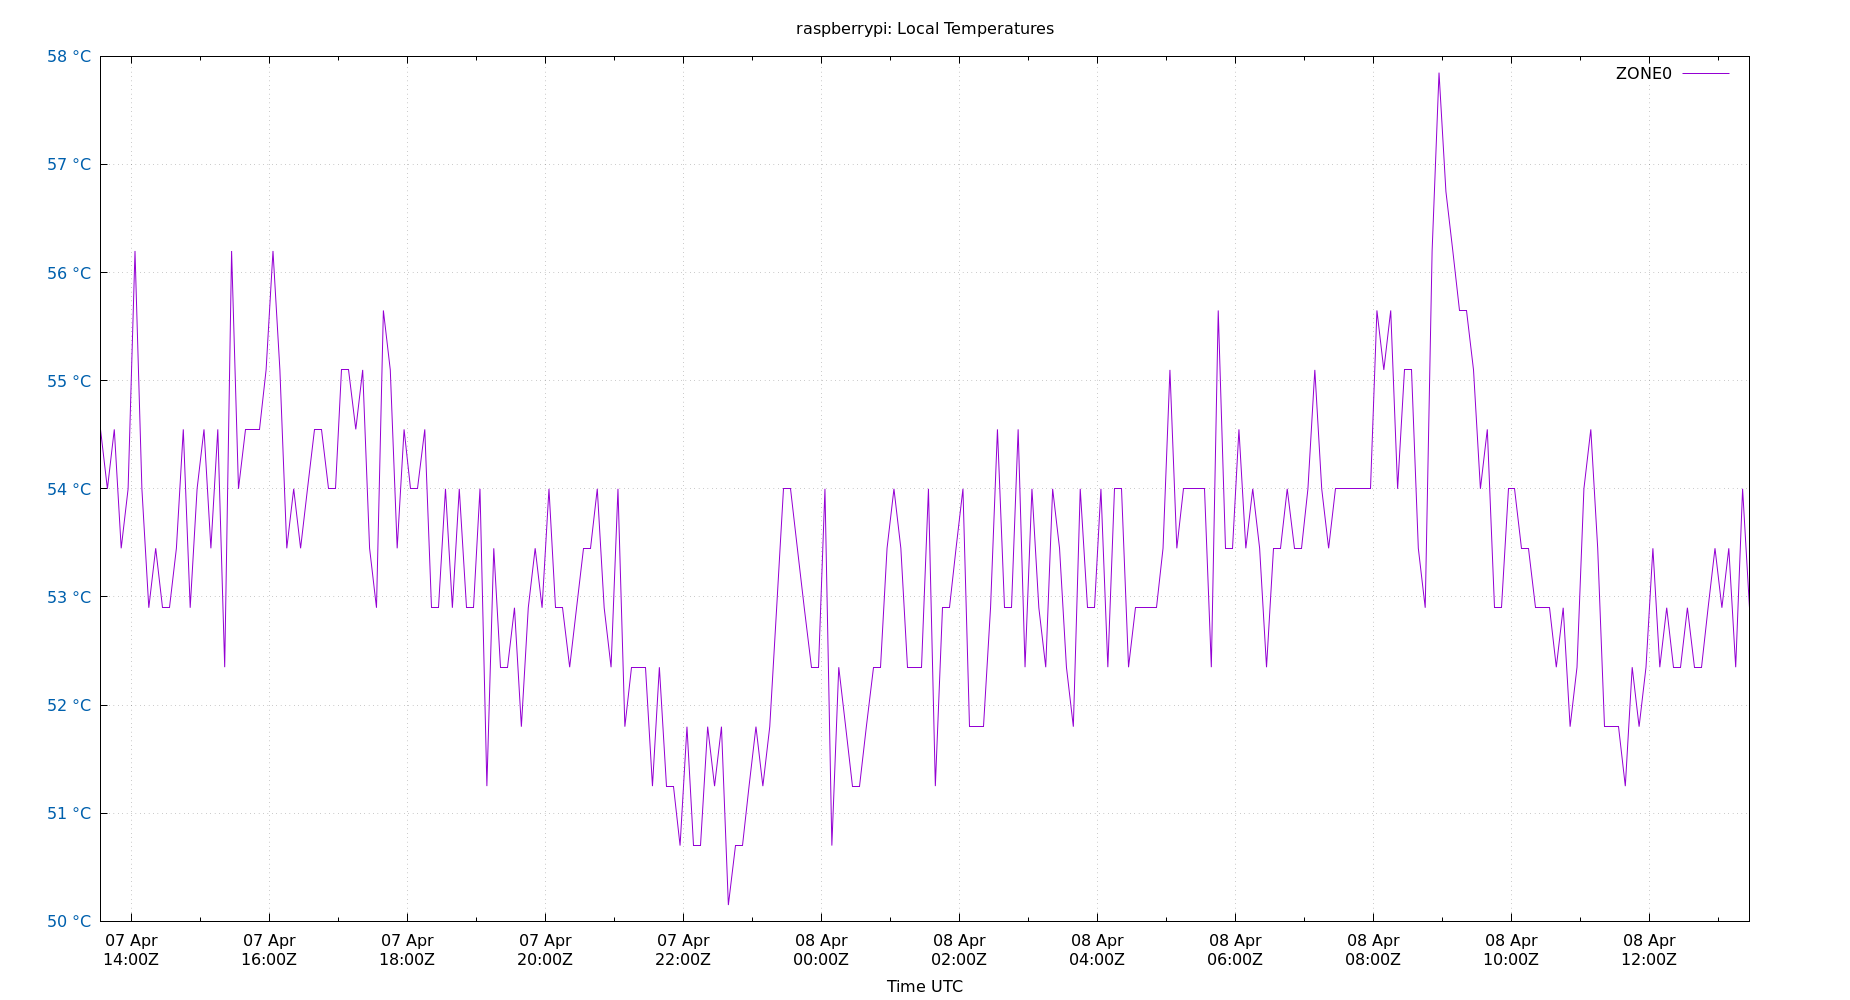 raspberrypi: Local Temperatures
58 °C
ZONE0
57 °C
56 °C
55 °C
54 °C
53 °C
52 °C
51 °C
50 °C
07 Apr 07 Apr 07 Apr 07 Apr 07 Apr 08 Apr 08 Apr 08 Apr 08 Apr 08 Apr 08 Apr 08 Apr
14:00Z 16:00Z 18:00Z 20:00Z 22:00Z 00:00Z 02:00Z 04:00Z 06:00Z 08:00Z 10:00Z 12:00Z
Time UTC